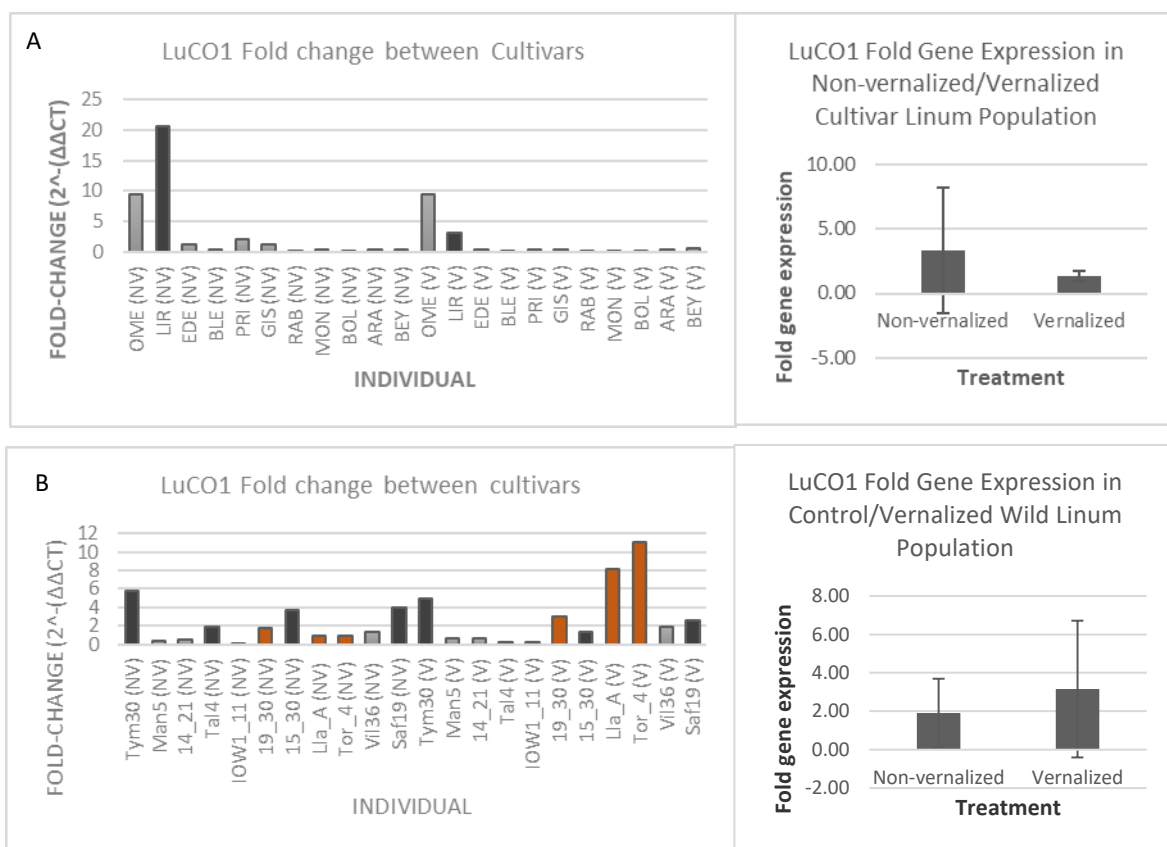 A
LuCO1 Fold change between Cultivars
FOLD-CHANGE (2^-(ΔΔCT)
25
20
15
10
5
0
OME (NV)
LIR (NV)
EDE (NV)
BLE (NV)
PRI (NV)
GIS (NV)
RAB (NV)
MON (NV)
BOL (NV)
ARA (NV)
BEY (NV)
OME (V)
LIR (V)
EDE (V)
BLE (V)
PRI (V)
GIS (V)
RAB (V)
MON (V)
BOL (V)
ARA (V)
BEY (V)
INDIVIDUAL
LuCO1 Fold Gene Expression in
Non-vernalized/Vernalized
Cultivar Linum Population
Fold gene expression
10.00
5.00
0.00
-5.00
Non-vernalized
Vernalized
Treatment
B
LuCO1 Fold change between cultivars
FOLD-CHANGE (2^-(ΔΔCT)
12
10
8
6
4
2
0
Tym30 (NV)
Man5 (NV)
14_21 (NV)
Tal4 (NV)
IOW1_11 (NV)
19_30 (NV)
15_30 (NV)
Lla_A (NV)
Tor_4 (NV)
Vil36 (NV)
Saf19 (NV)
Tym30 (V)
Man5 (V)
14_21 (V)
Tal4 (V)
IOW1_11 (V)
19_30 (V)
15_30 (V)
Lla_A (V)
Tor_4 (V)
Vil36 (V)
Saf19 (V)
INDIVIDUAL
LuCO1 Fold Gene Expression in
Control/Vernalized Wild Linum
Population
Fold gene expression
8.00
6.00
4.00
2.00
0.00
-2.00
Non-vernalized
Vernalized
Treatment